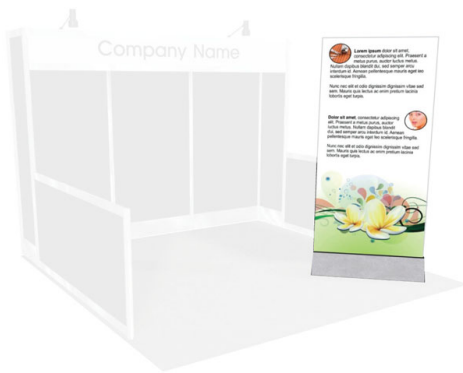 Company Name
Lorem ipsum dolor sit amet,
consectetur adipiscing elit. Praesent a
metus purus, auctor luctus metus.
Nullam dapibus blandit dui, sed semper arcu
interdum id. Aenean pellentesque mauris eget leo
scelerisque fringilla.
Nunc nec elit et odio dignissim dignissim vitae sed
sem. Mauris quis lectus ac enim pretium lacinia
lobortis eget turpis.
Dolor sit amet, consectetur adipiscing
elit. Praesent a metus purus, auctor
luctus metus. Nullam dapibus blandit
dui, sed semper arcu interdum id. Aenean
pellentesque mauris eget leo scelerisque fringilla.
Nunc nec elit et odio dignissim dignissim vitae sed
sem. Mauris quis lectus ac enim pretium lacinia
lobortis eget turpis.